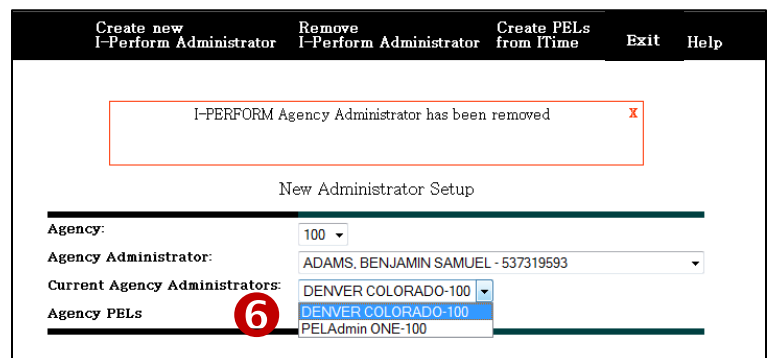 Create new Remove Create PELs
I-Perform Administrator I-Perform Administrator from ITime Exit Help
I-PERFORM Agency Administrator has been removed X
New Administrator Setup
Agency: 100
Agency Administrator: ADAMS, BENJAMIN SAMUEL - 537319593
Current Agency Administrators: DENVER COLORADO-100
Agency PELs 6 DENVER COLORADO-100
PELAdmin ONE-100